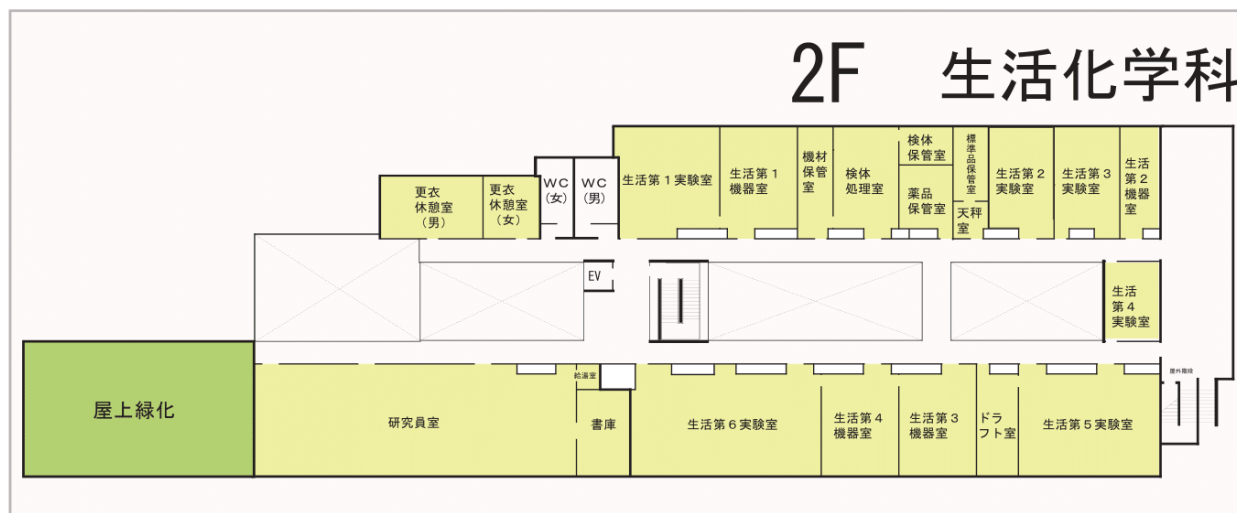 2F　生活化学科
生活第１実験室
生活第１
機器室
機材
保管
室
検体
処理室
検体
保管室
薬品
保管室
標準品保管室
天秤
室
生活第２
実験室
生活第３
実験室
生活
第２
機器
室
更衣
休憩室
（男）
更衣
休憩室
（女）
ＷＣ
（女）
ＷＣ
（男）
EV
生活
第４
実験室
屋上緑化
研究員室
給湯室
書庫
生活第６実験室
生活第４
機器室
生活第３
機器室
ドラ
フト室
生活第５実験室
屋外階段